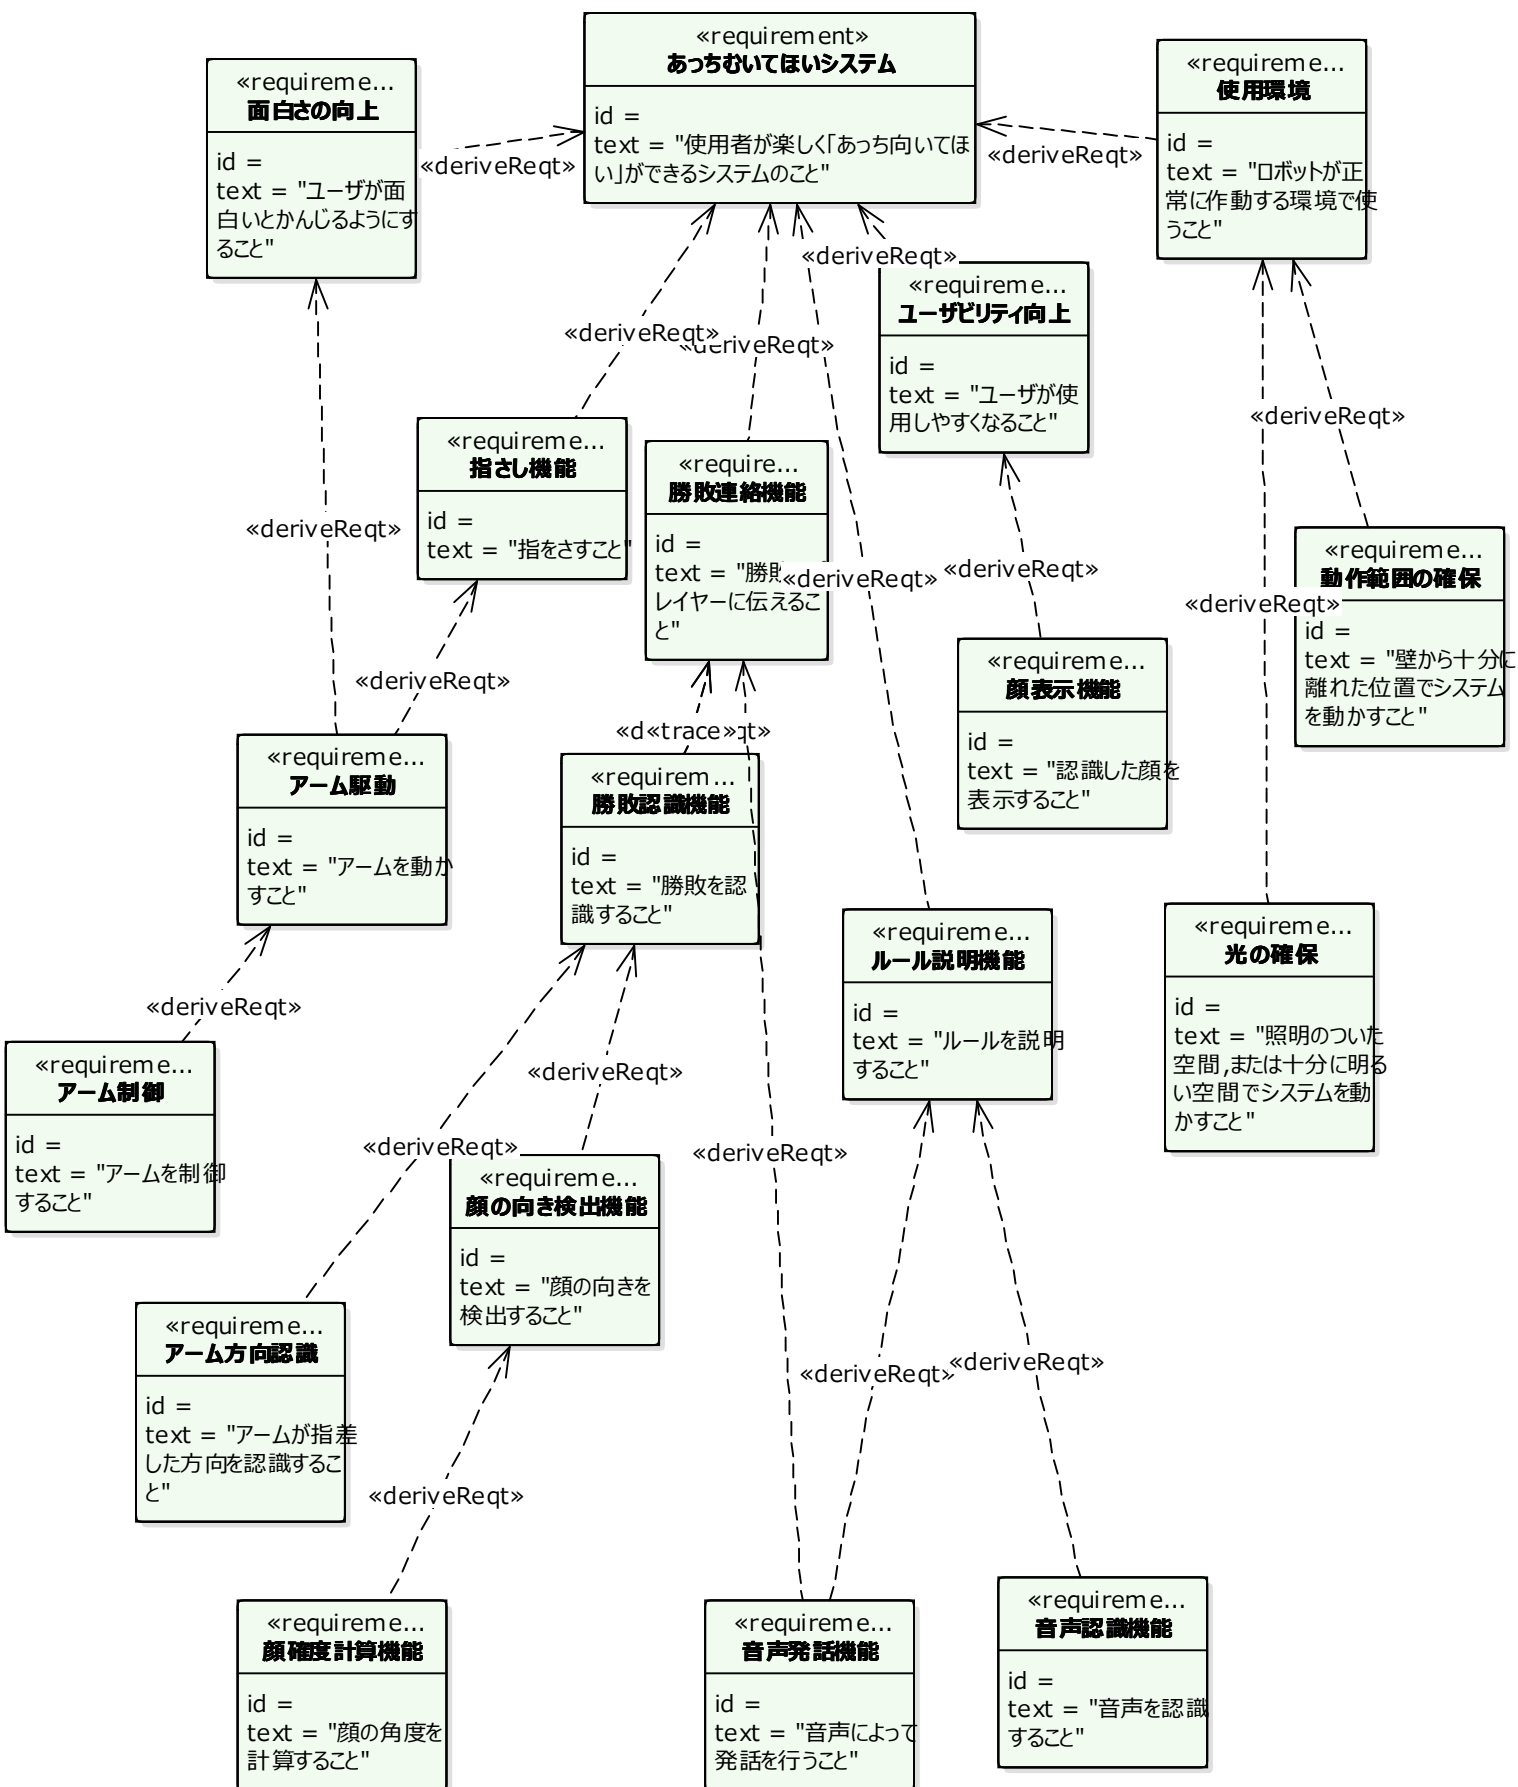 «requirement»
あっちむいてほいシステム
id =
text = "使用者が楽しく「あっち向いてほ
い」ができるシステムのこと"
«requireme...
面白さの向上
id =
text = "ユーザが面
白いとかんじるようにす
ること"
«requireme...
使用環境
id =
text = "ロボットが正
常に作動する環境で使
うこと"
«deriveReqt»
«deriveReqt»
«deriveReqt»
«requireme...
ユーザビリティ向上
id =
text = "ユーザが使
用しやすくなること"
«deriveReqt»
«deriveReqt»
«deriveReqt»
«requireme...
指さし機能
id =
text = "指をさすこと"
«require...
勝敗連絡機能
id =
text = "勝敗
レイヤーに伝えるこ
と"
«deriveReqt»
«deriveReqt»
«deriveReqt»
«requireme...
動作範囲の確保
id =
text = "壁から十分に
離れた位置でシステム
を動かすこと"
«deriveReqt»
«requireme...
顔表示機能
id =
text = "認識した顔を
表示すること"
«deriveReqt»
«d«trace»qt»
«requireme...
アーム駆動
id =
text = "アームを動か
すこと"
«requirem...
勝敗認識機能
id =
text = "勝敗を認
識すること"
«requireme...
ルール説明機能
id =
text = "ルールを説明
すること"
«requireme...
光の確保
id =
text = "照明のついた
空間,または十分に明る
い空間でシステムを動
かすこと"
«deriveReqt»
«requireme...
アーム制御
id =
text = "アームを制御
すること"
«deriveReqt»
«deriveReqt»
«deriveReqt»
«requireme...
顔の向き検出機能
id =
text = "顔の向きを
検出すること"
«requireme...
アーム方向認識
id =
text = "アームが指差
した方向を認識するこ
と"
«deriveReqt»
«deriveReqt»
«deriveReqt»
«requireme...
顔確度計算機能
id =
text = "顔の角度を
計算すること"
«requireme...
音声発話機能
id =
text = "音声によって
発話を行うこと"
«requireme...
音声認識機能
id =
text = "音声を認識
すること"